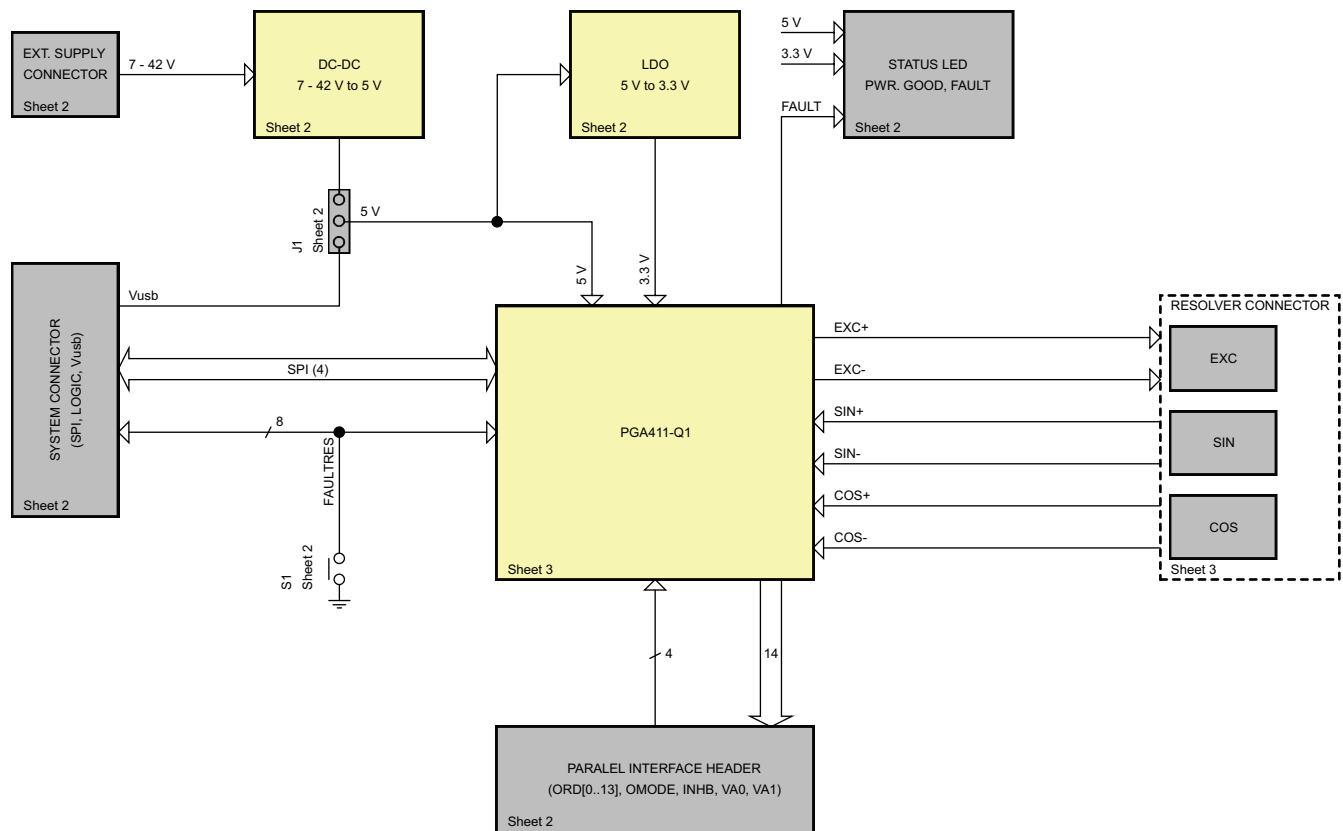 EXT. SUPPLY
CONNECTOR
Sheet 2
7 - 42 V
DC-DC
7 - 42 V to 5 V
Sheet 2
LDO
5 V to 3.3 V
Sheet 2
5 V
3.3 V
FAULT
STATUS LED
PWR. GOOD, FAULT
Sheet 2
J1
Sheet 2
5 V
5 V
3.3 V
SYSTEM CONNECTOR
(SPI, LOGIC, Vusb)
Sheet 2
Vusb
SPI (4)
8
FAULTRES
S1
Sheet 2
PGA411-Q1
Sheet 3
EXC+
EXC-
SIN+
SIN-
COS+
COS-
RESOLVER CONNECTOR
EXC
SIN
COS
Sheet 3
4
14
PARALEL INTERFACE HEADER
(ORD[0..13], OMODE, INHB, VA0, VA1)
Sheet 2